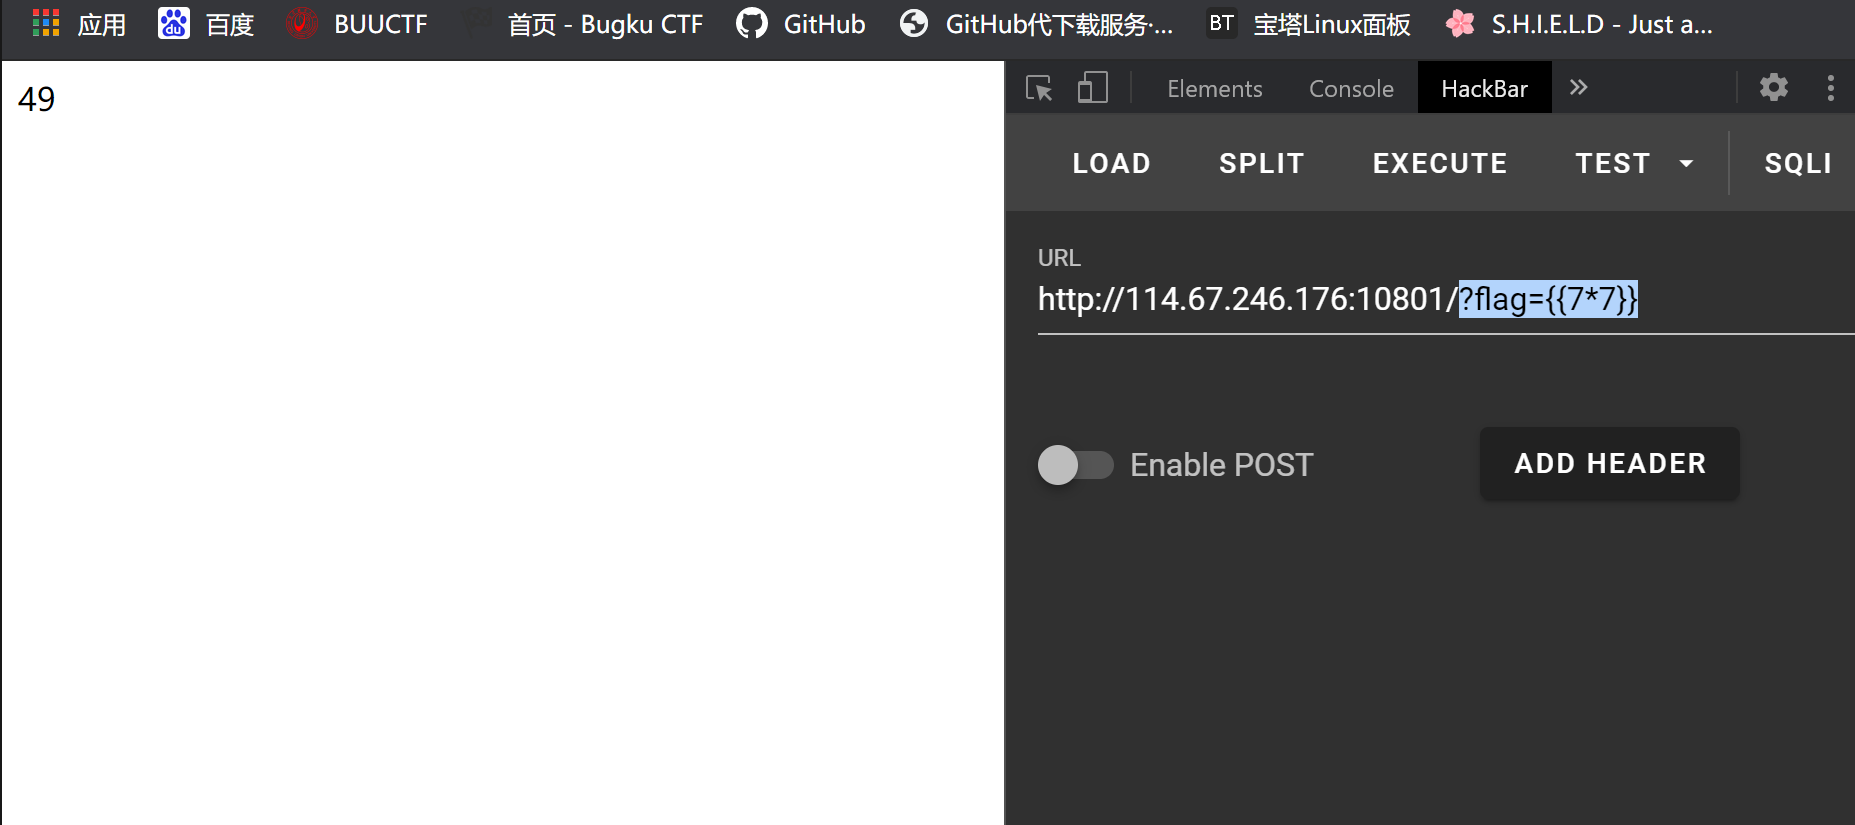 应用 百度 BUUCTF 首页 - Bugku CTF GitHub GitHub代下载服务·... BT 宝塔Linux面板 S.H.I.E.L.D - Just a...
49
Elements Console HackBar
LOAD SPLIT EXECUTE TEST SQLI
URL
http://114.67.246.176:10801/?flag={{7*7}}
Enable POST ADD HEADER